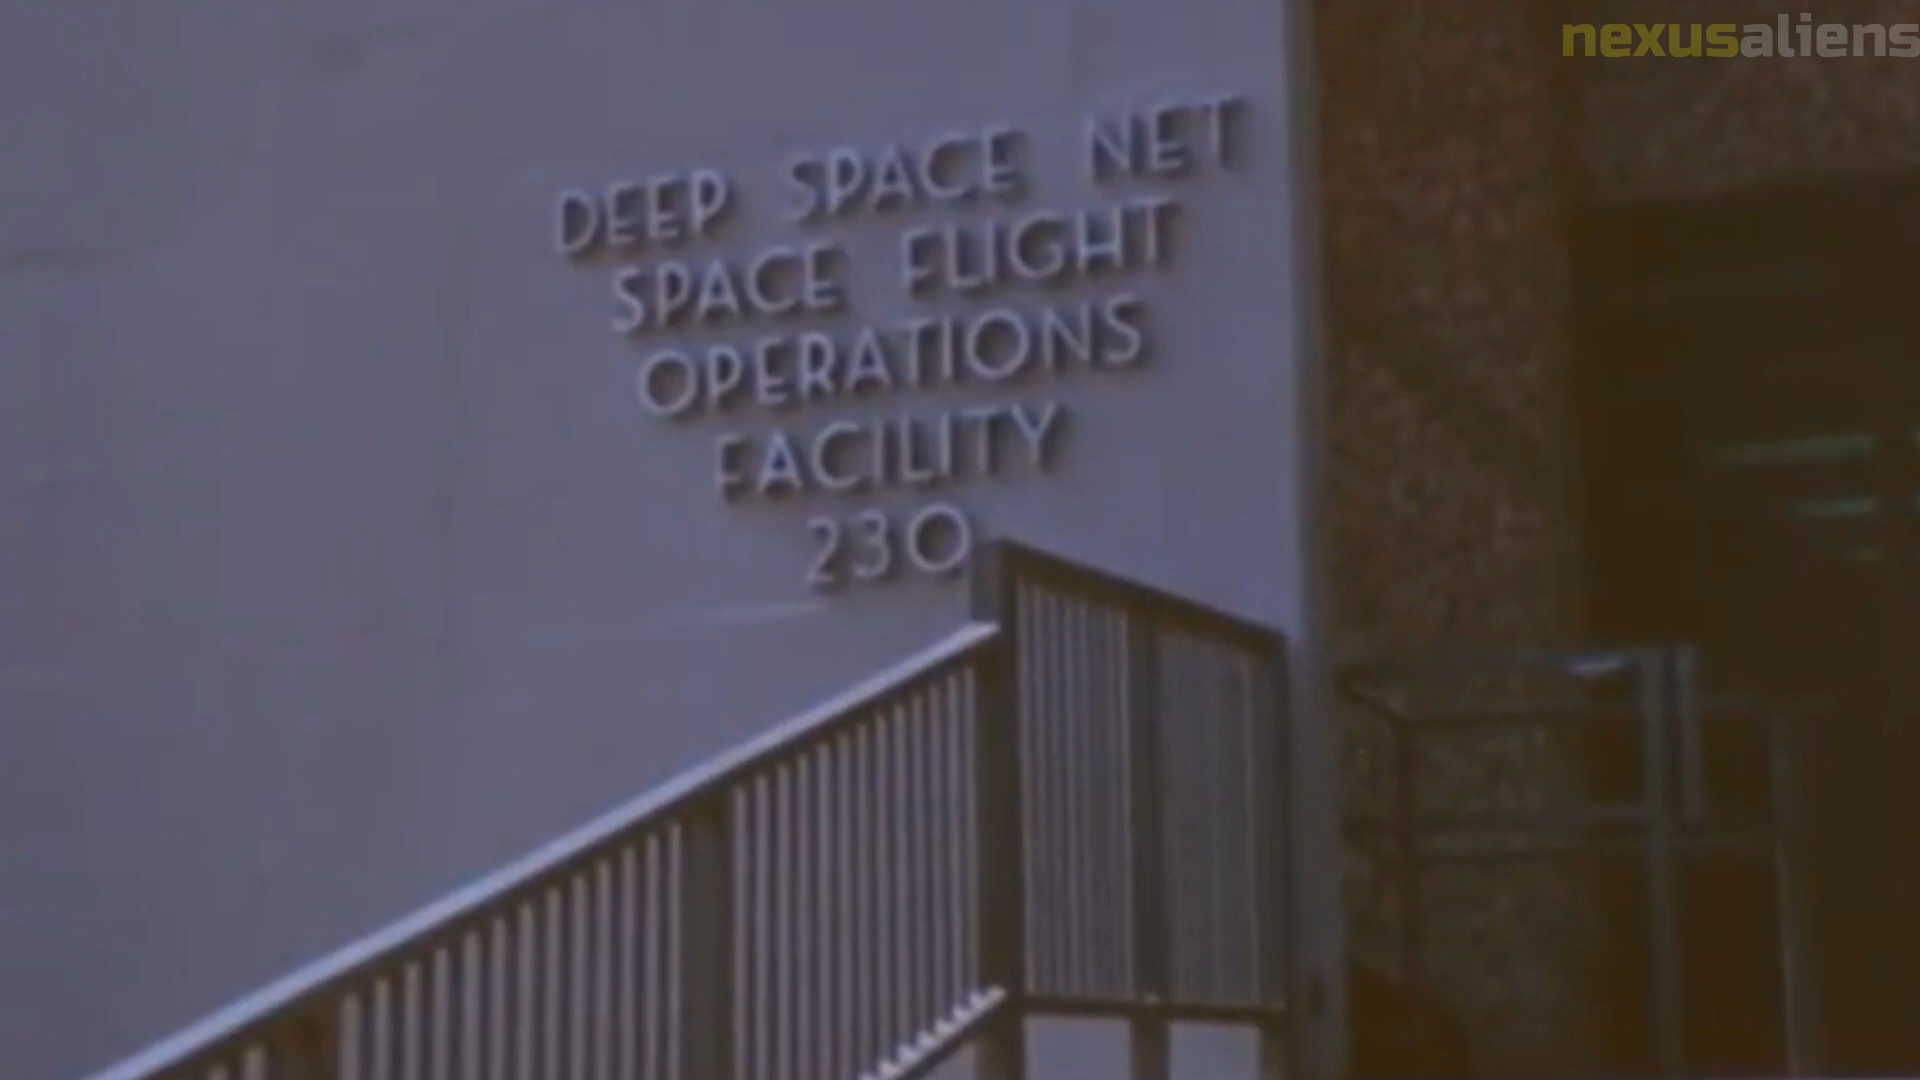 nexusaliens
DEEP SPACE NET
SPACE FLIGHT
OPERATIONS
FACILITY
230